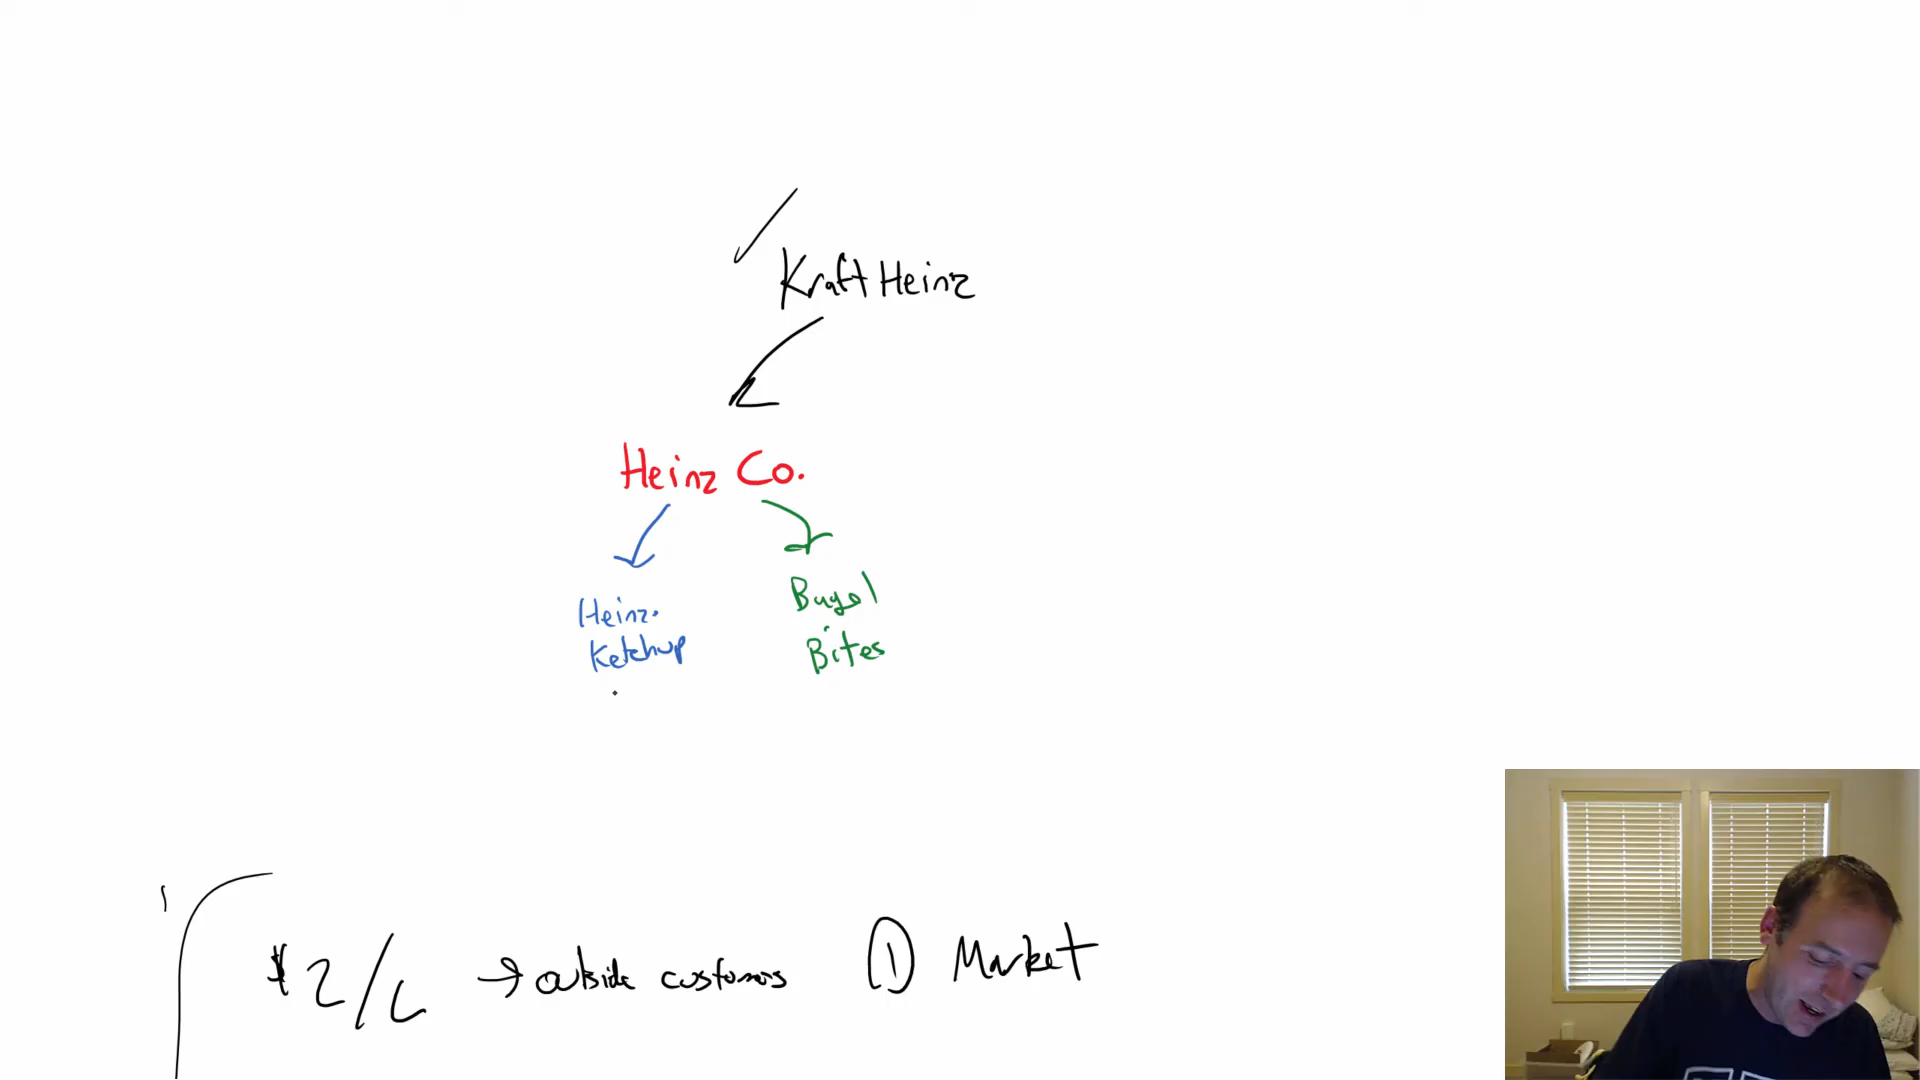 Kraft Heinz
Heinz Co.
Heinz
Ketchup
Bagel
Bites
$2/L → outside customers ① Market